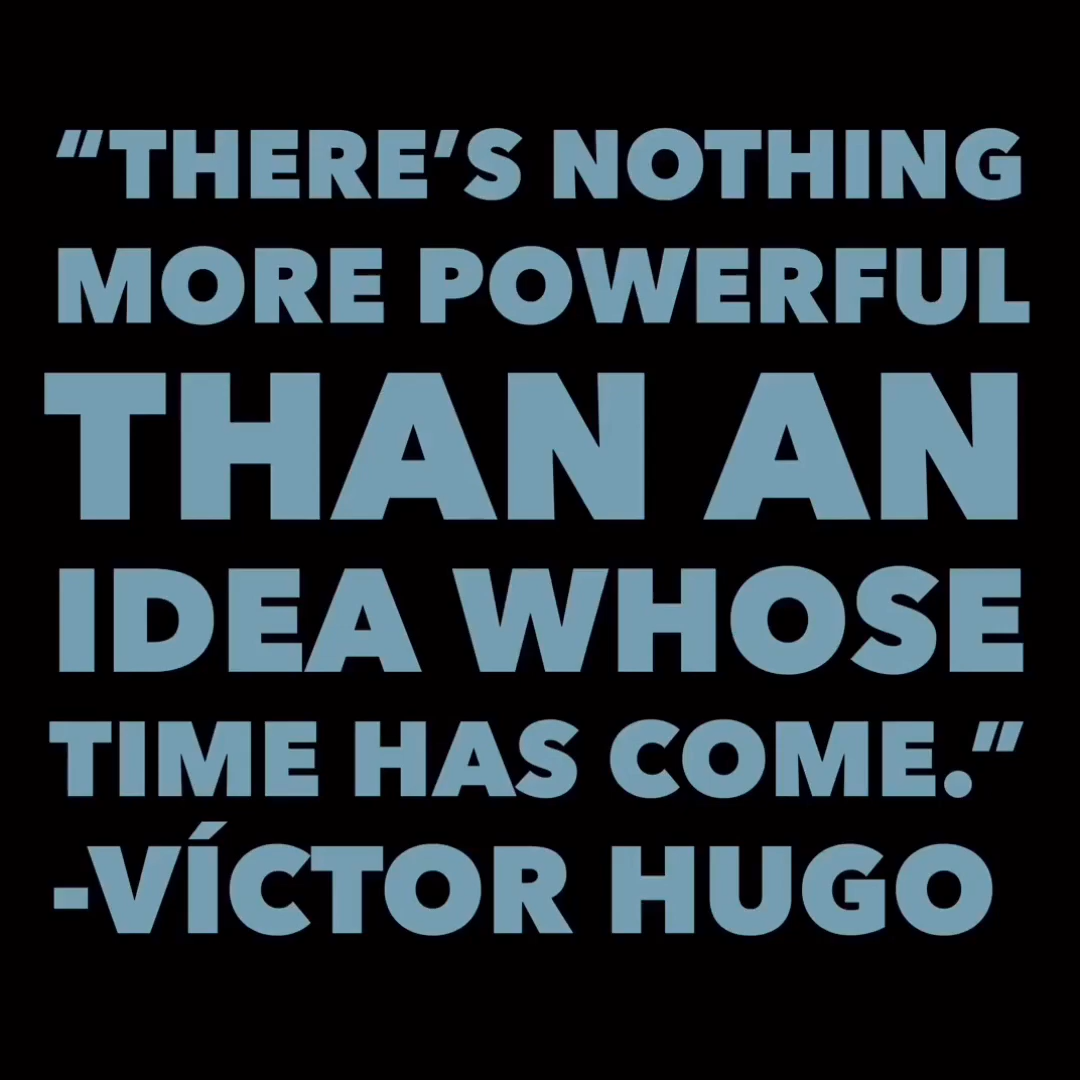 “THERE’S NOTHING
MORE POWERFUL
THAN AN
IDEA WHOSE
TIME HAS COME.”
-VÍCTOR HUGO